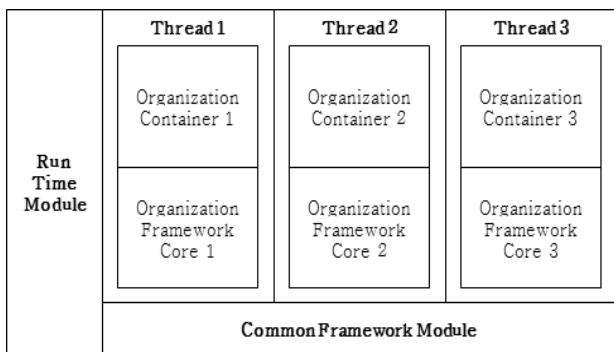 Thread 1
Thread 2
Thread 3
Organization
Container 1
Organization
Container 2
Organization
Container 3
Run
Time
Module
Organization
Framework
Core 1
Organization
Framework
Core 2
Organization
Framework
Core 3
Common Framework Module